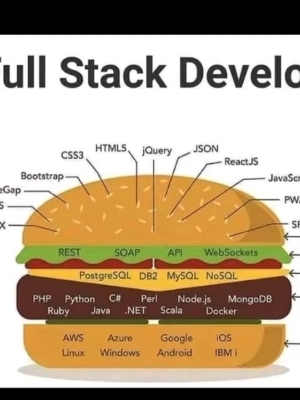 ull Stack Develo
HTML5 jQuery JSON
CSS3 ReactJS
Bootstrap JavaScr
eGap PW
S
X SP
REST SOAP API WebSockets
PostgreSQL DB2 MySQL NoSQL
PHP Python C# Perl Node.js MongoDB
Ruby Java .NET Scala Docker
AWS Azure Google iOS
Linux Windows Android IBM i